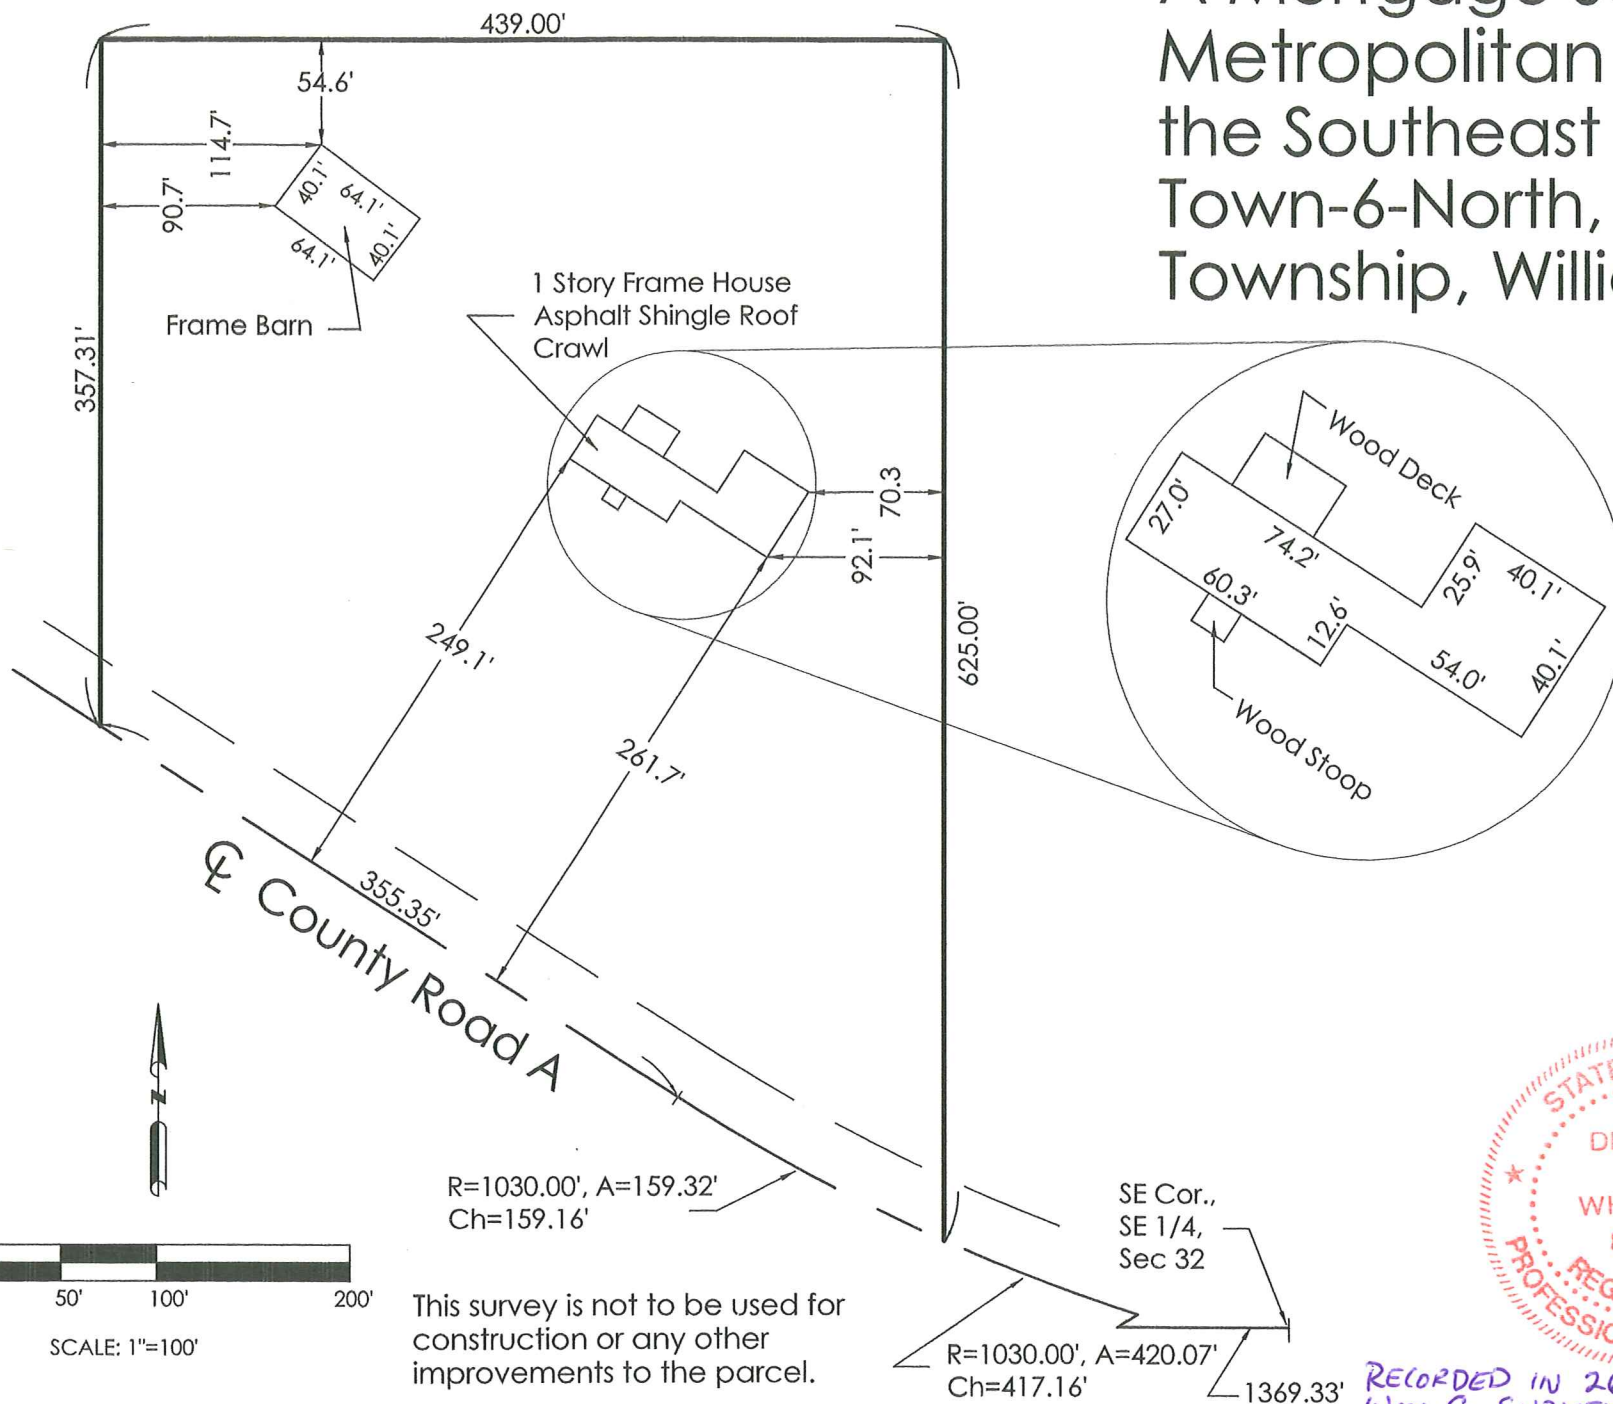 A Mortgage
Metropolitan
the Southeast
Town-6-North,
Township,
439.00'
54.6'
114.7'
90.7'
40.1'
64.1'
64.1'
40.1'
Frame Barn
357.31'
1 Story Frame House
Asphalt Shingle Roof
Crawl
70.3
92.1'
625.00'
249.1'
261.7'
Wood Deck
27.0'
74.2'
25.9'
40.1'
60.3'
12.6'
54.0'
40.1'
Wood Stoop
355.35'
℄ County Road A
N
R=1030.00', A=159.32'
Ch=159.16'
SE Cor.,
SE 1/4,
Sec 32
50' 100' 200'
SCALE: 1"=100'
This survey is not to be used for
construction or any other
improvements to the parcel.
R=1030.00', A=420.07'
Ch=417.16'
1369.33'
RECORDED IN